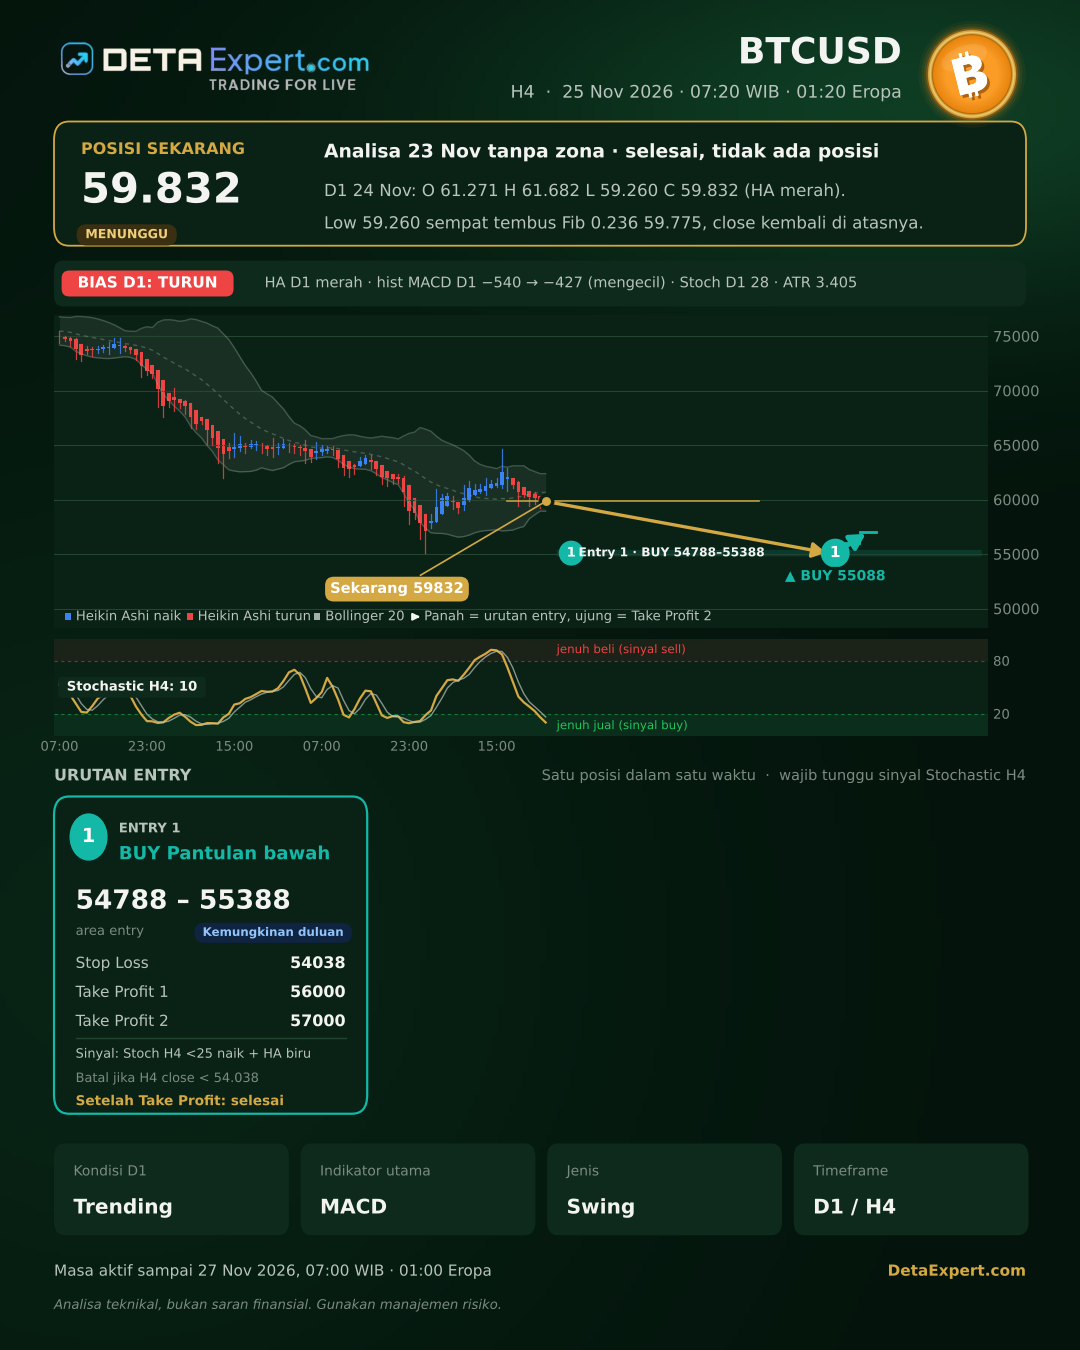 DETA Expert.com
TRADING FOR LIVE
BTCUSD
H4 · 25 Nov 2026 · 07:20 WIB · 01:20 Eropa
POSISI SEKARANG
59.832
MENUNGGU
Analisa 23 Nov tanpa zona · selesai, tidak ada posisi
D1 24 Nov: O 61.271 H 61.682 L 59.260 C 59.832 (HA merah).
Low 59.260 sempat tembus Fib 0.236 59.775, close kembali di atasnya.
BIAS D1: TURUN
HA D1 merah · hist MACD D1 −540 → −427 (mengecil) · Stoch D1 28 · ATR 3.405
75000
70000
65000
60000
55000
50000
1 Entry 1 · BUY 54788–55388
1
▲ BUY 55088
Sekarang 59832
Heikin Ashi naik Heikin Ashi turun Bollinger 20 Panah = urutan entry, ujung = Take Profit 2
jenuh beli (sinyal sell)
80
Stochastic H4: 10
20
jenuh jual (sinyal buy)
07:00 23:00 15:00 07:00 23:00 15:00
URUTAN ENTRY
Satu posisi dalam satu waktu · wajib tunggu sinyal Stochastic H4
1
ENTRY 1
BUY Pantulan bawah
54788 – 55388
area entry
Kemungkinan duluan
Stop Loss 54038
Take Profit 1 56000
Take Profit 2 57000
Sinyal: Stoch H4 <25 naik + HA biru
Batal jika H4 close < 54.038
Setelah Take Profit: selesai
Kondisi D1
Trending
Indikator utama
MACD
Jenis
Swing
Timeframe
D1 / H4
Masa aktif sampai 27 Nov 2026, 07:00 WIB · 01:00 Eropa
DetaExpert.com
Analisa teknikal, bukan saran finansial. Gunakan manajemen risiko.